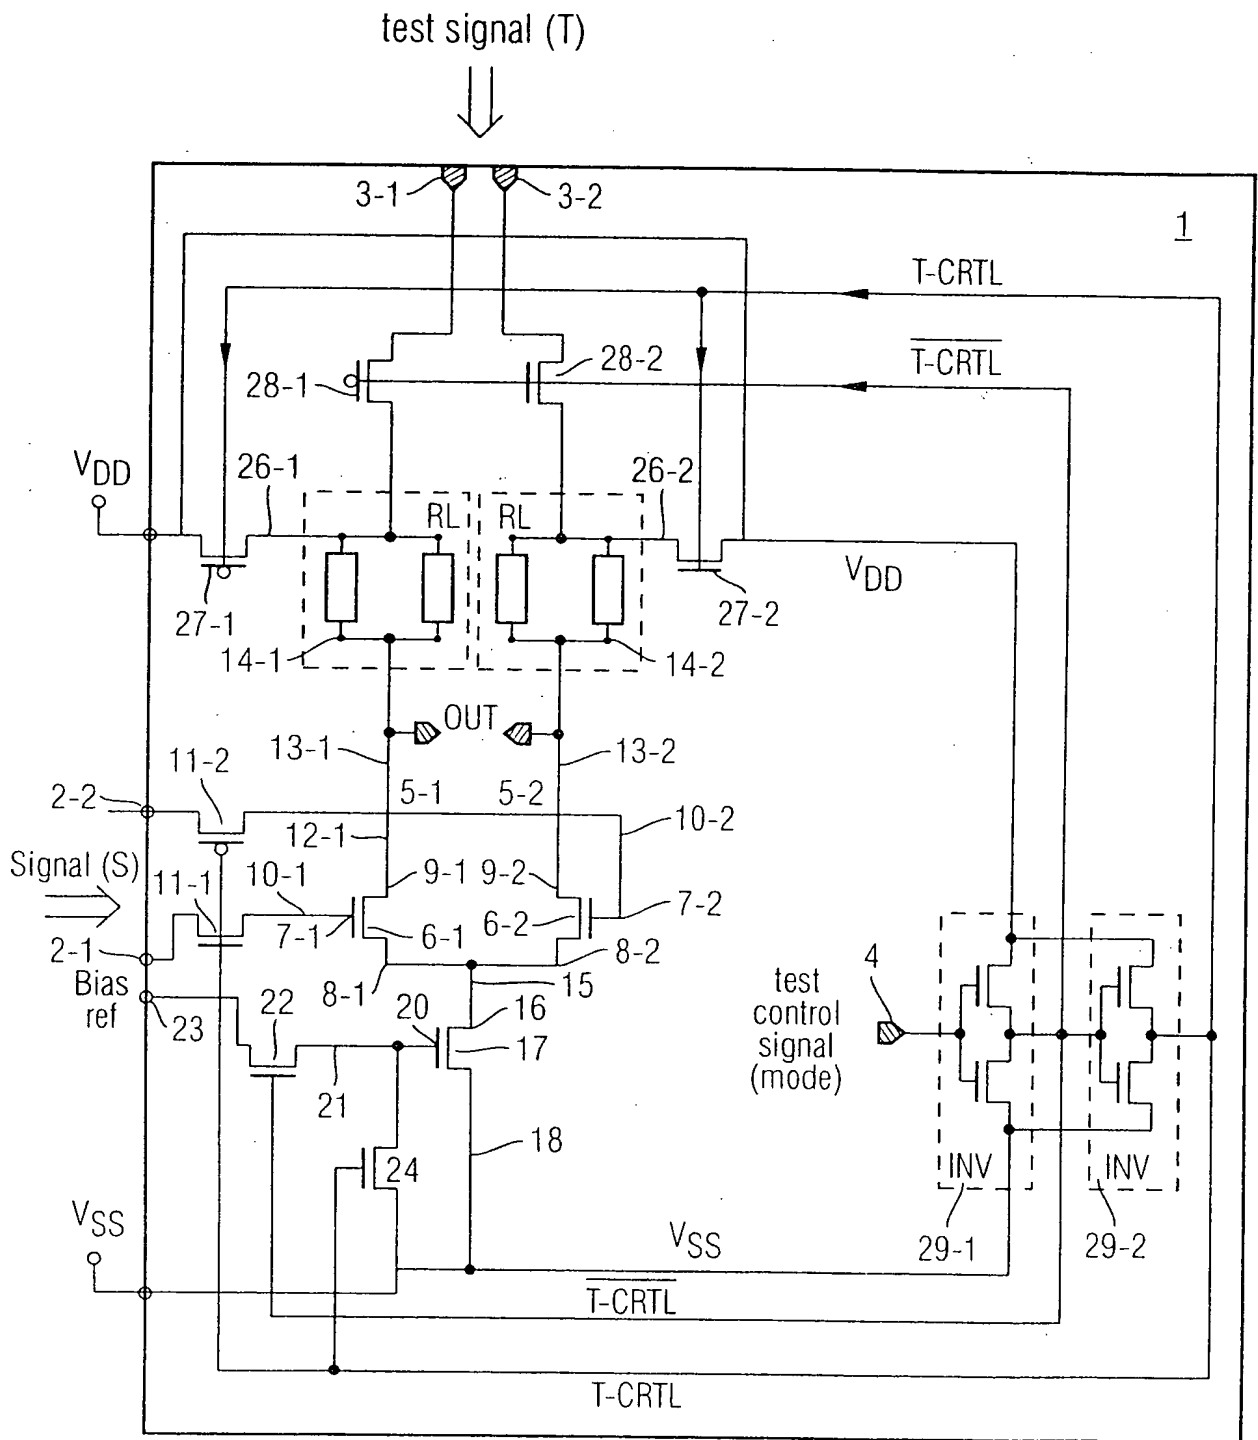 test signal (T)
3-1
3-2
1
T-CRTL
T-CRTL
28-1
28-2
VDD
26-1
26-2
RL
RL
VDD
27-1
27-2
14-1
14-2
OUT
13-1
13-2
11-2
2-2
5-1
5-2
12-1
10-2
Signal (S)
11-1
10-1
9-1
9-2
7-1
7-2
6-1
6-2
2-1
8-1
8-2
Bias
ref
23
22
20
15
16
17
21
4
test
control
signal
(mode)
18
24
INV
INV
VSS
29-1
29-2
VSS
T-CRTL
T-CRTL